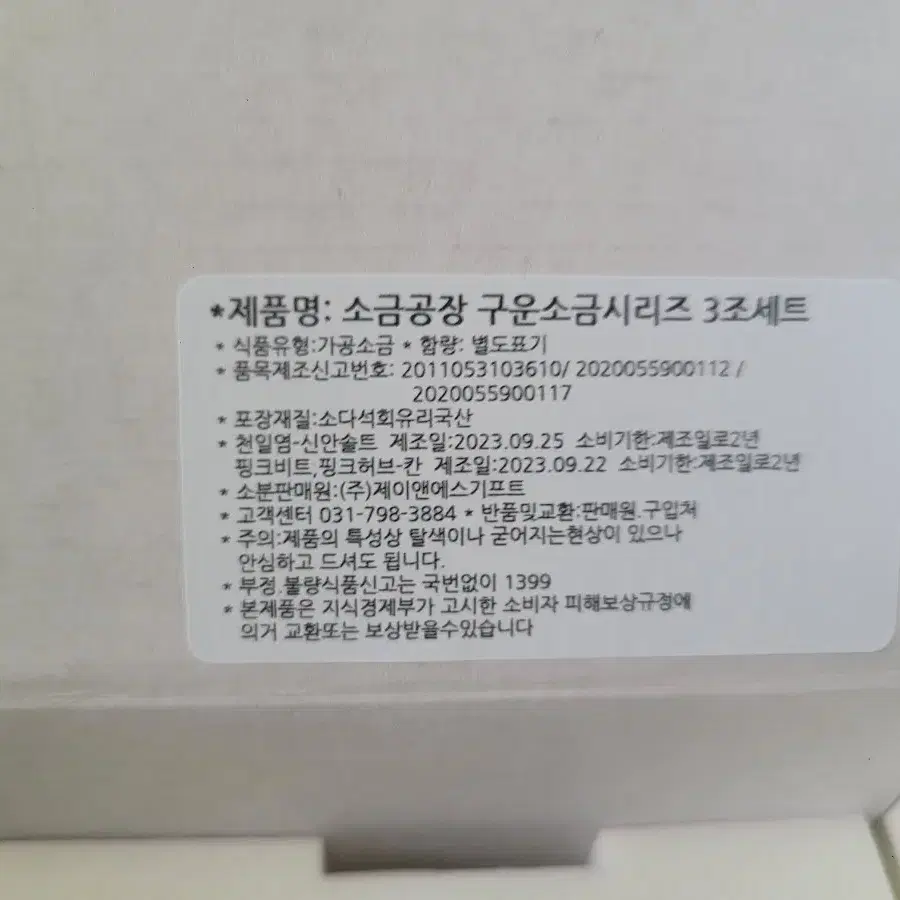 *제품명: 소금공장 구운소금시리즈 3조세트
* 식품유형:가공소금 * 함량: 별도표기
* 품목제조신고번호: 2011053103610/ 2020055900112 /
2020055900117
* 포장재질:소다석회유리국산
* 천일염-신안솔트 제조일:2023.09.25 소비기한:제조일로2년
핑크비트,핑크허브-칸 제조일:2023.09.22 소비기한:제조일로2년
* 소분판매원:(주)제이앤에스기프트
* 고객센터 031-798-3884 * 반품및교환:판매원.구입처
* 주의:제품의 특성상 탈색이나 굳어지는현상이 있으나
안심하고 드셔도 됩니다.
* 부정.불량식품신고는 국번없이 1399
* 본제품은 지식경제부가 고시한 소비자 피해보상규정에
의거 교환또는 보상받을수있습니다